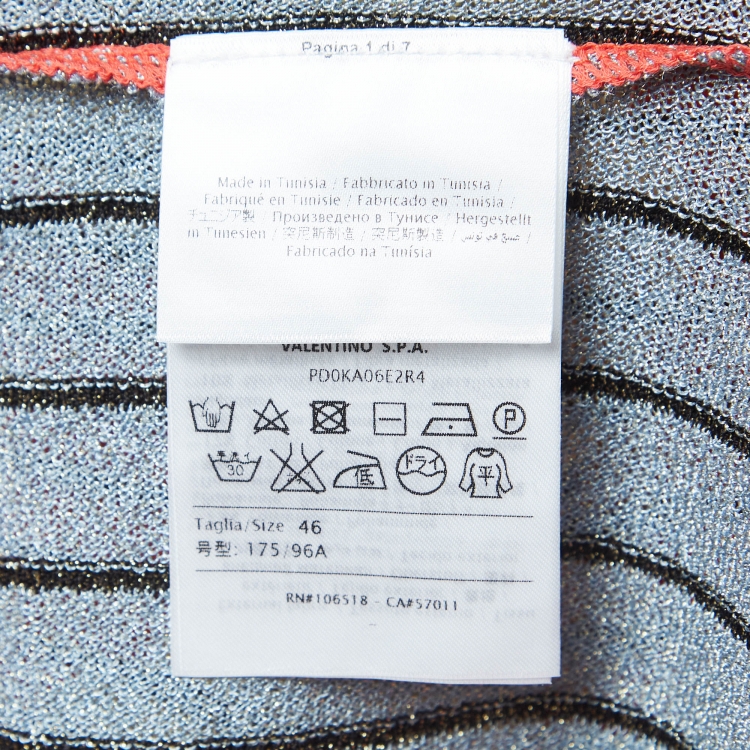 Pagina 1 di 7
Made in Tunisia / Fabbricato in Tunisia /
Fabriqué en Tunisie / Fabricado en Tunisia /
チュニジア製 / Произведено в Тунисе / Hergestellt
in Tunesien / 突尼斯制造 / 突尼斯製造 / صنع في تونس /
Fabricado na Tunísia
VALENTINO S.P.A.
PD0KA06E2R4
P
30 低 ドライ 平
Taglia/Size 46
号型: 175/96A
RN#106518 - CA#57011